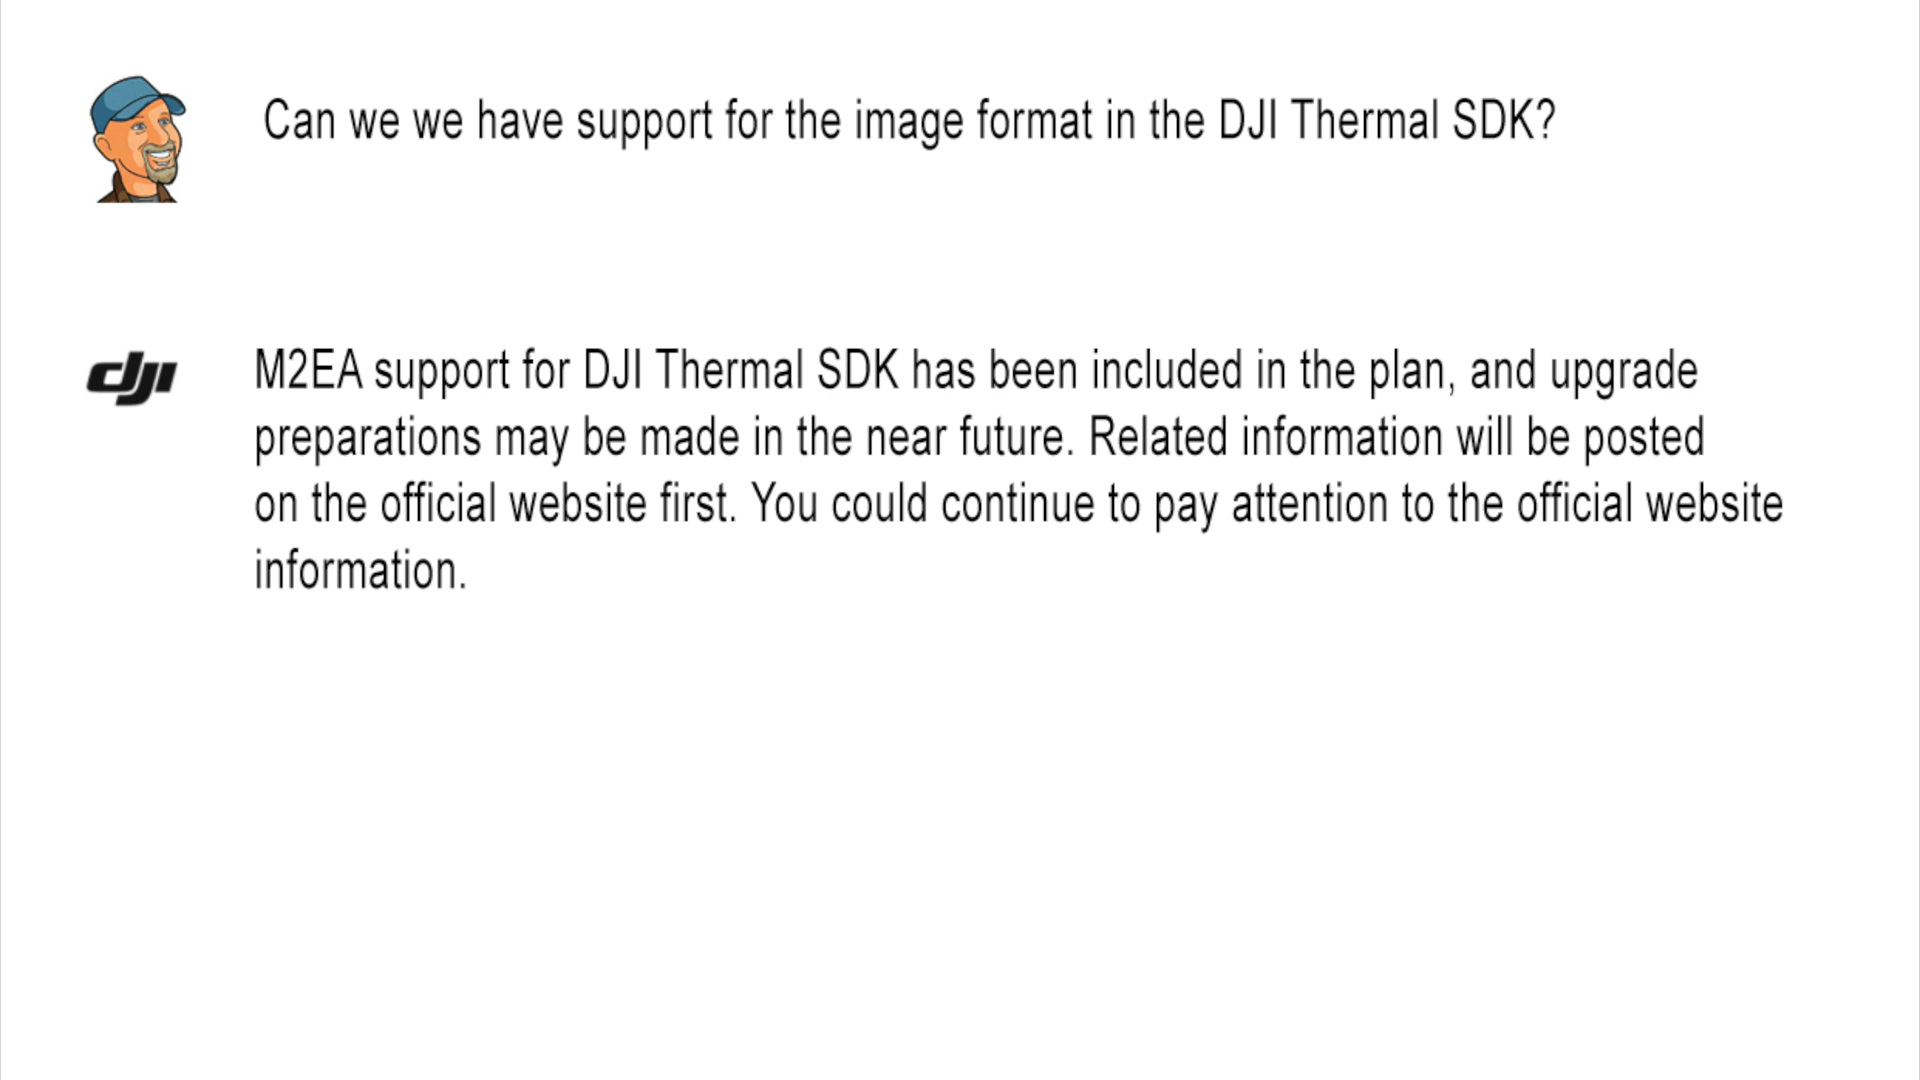 Can we we have support for the image format in the DJI Thermal SDK?
dji
M2EA support for DJI Thermal SDK has been included in the plan, and upgrade
preparations may be made in the near future. Related information will be posted
on the official website first. You could continue to pay attention to the official website
information.